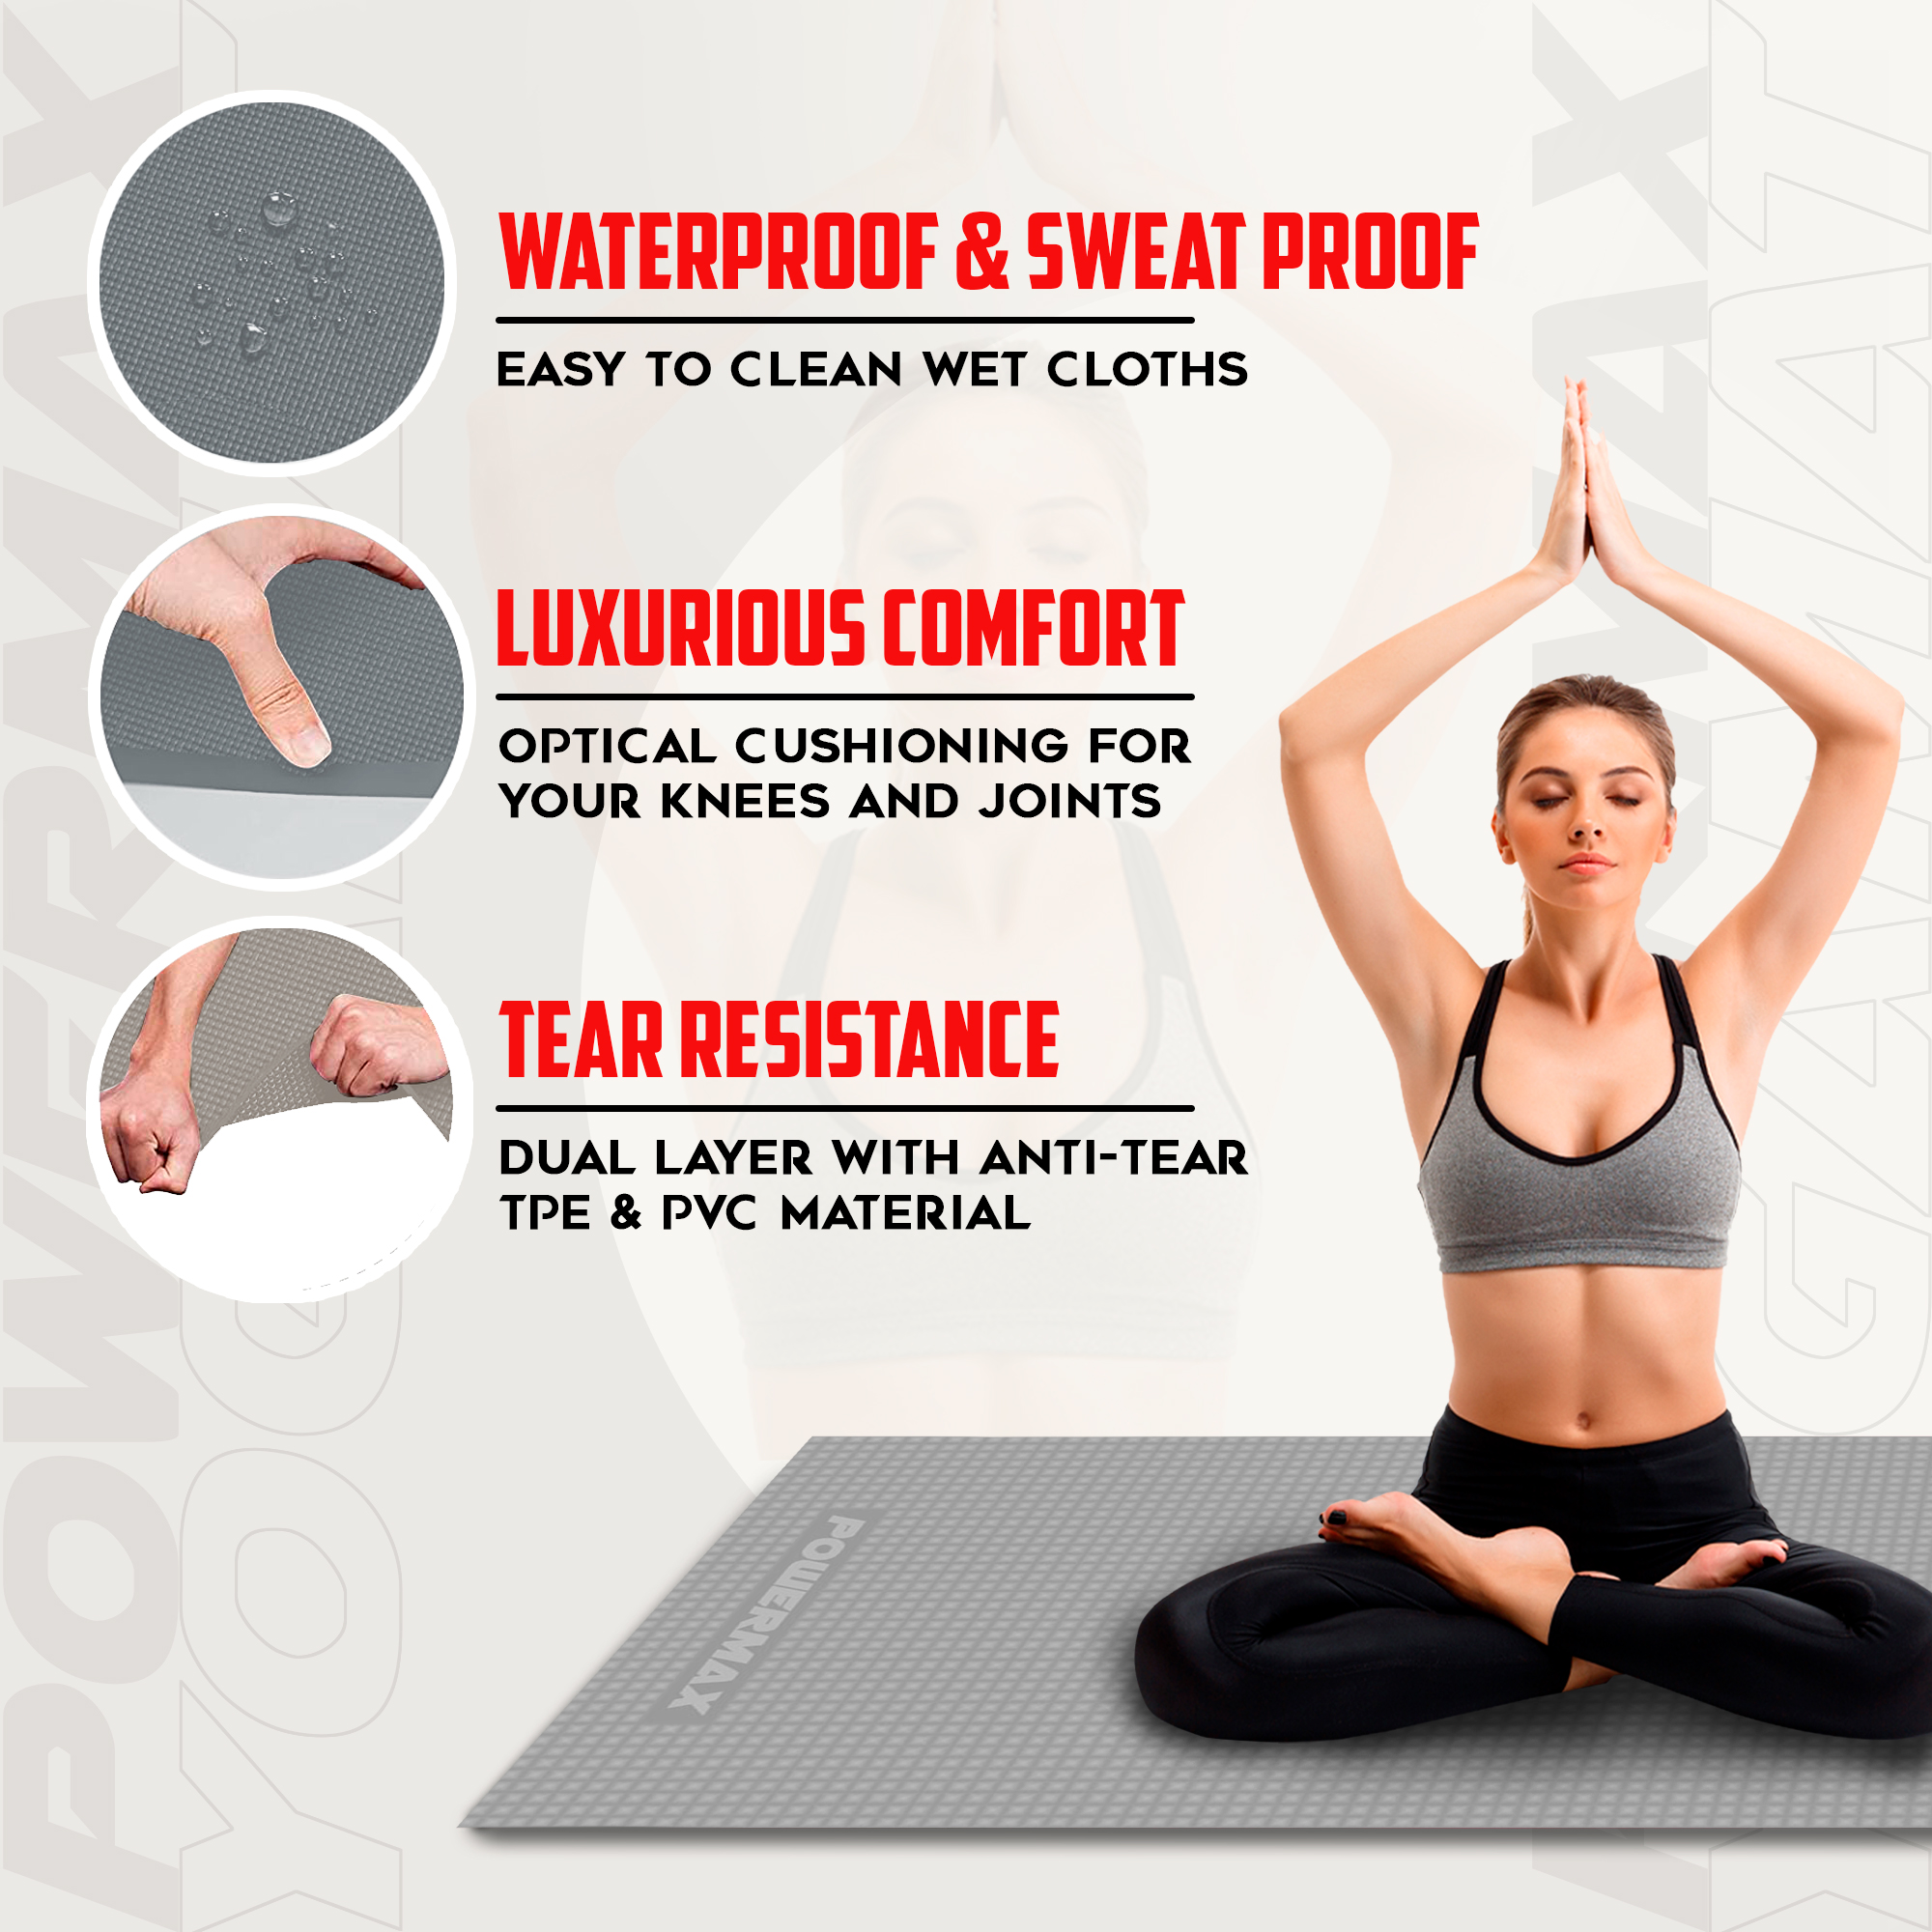 WATERPROOF & SWEAT PROOF
EASY TO CLEAN WET CLOTHS
LUXURIOUS COMFORT
OPTICAL CUSHIONING FOR
YOUR KNEES AND JOINTS
TEAR RESISTANCE
DUAL LAYER WITH ANTI-TEAR
TPE & PVC MATERIAL
POWERMAX
POWERMAX